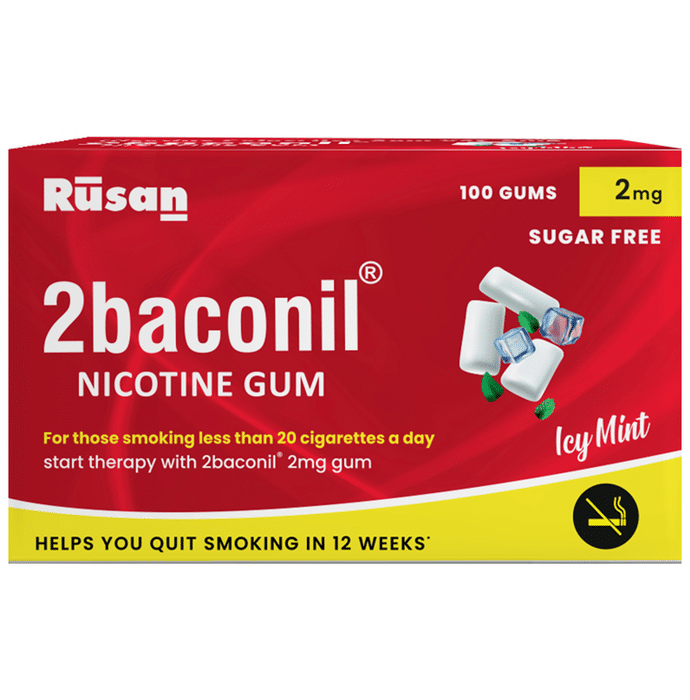 Rūsan
100 GUMS
2mg
SUGAR FREE
2baconil®
NICOTINE GUM
For those smoking less than 20 cigarettes a day
start therapy with 2baconil® 2mg gum
Icy Mint
HELPS YOU QUIT SMOKING IN 12 WEEKS*